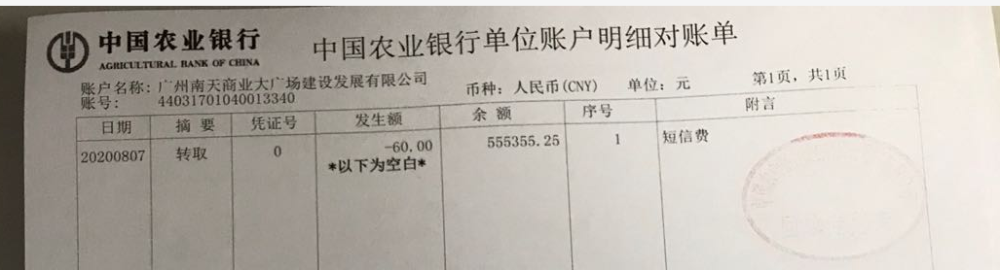 中国农业银行
AGRICULTURAL BANK OF CHINA
中国农业银行单位账户明细对账单
账户名称：广州南天商业大广场建设发展有限公司
账号： 44031701040013340
币种：人民币(CNY) 单位：元 第1页，共1页
日期 摘要 凭证号 发生额 余额 序号 附言
20200807 转取 0 -60.00 555355.25 1 短信费
*以下为空白*